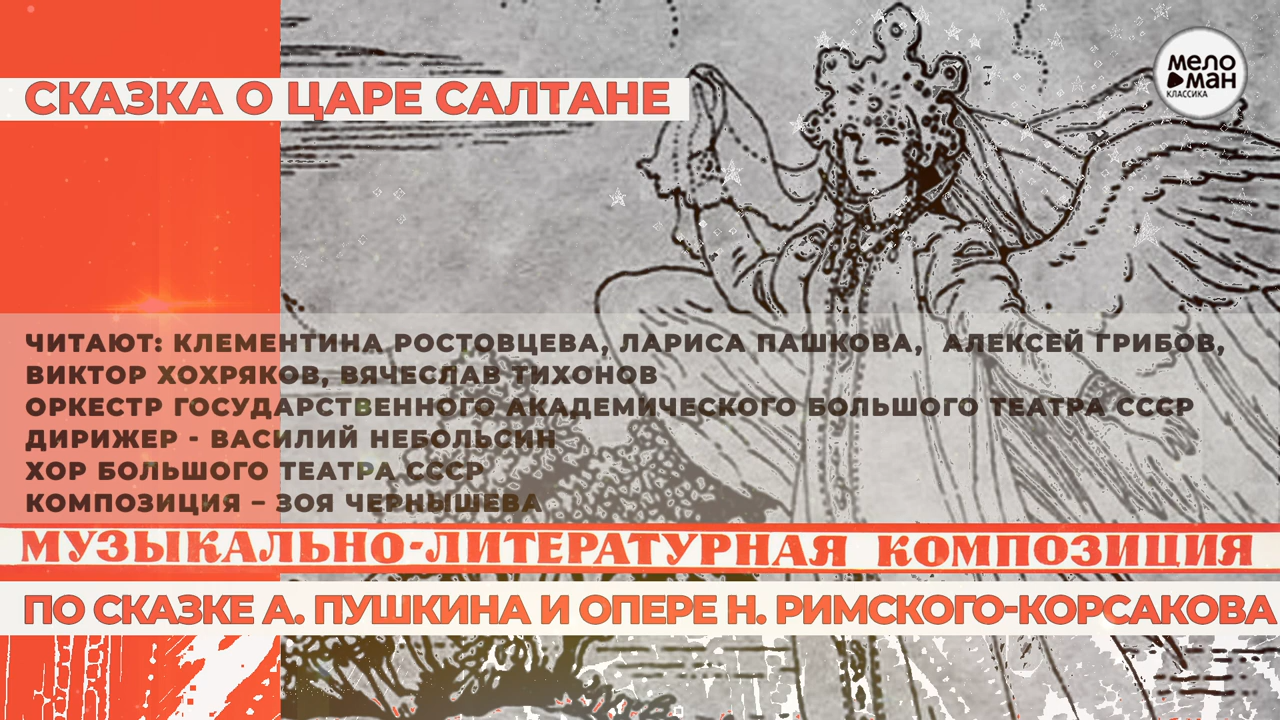 СКАЗКА О ЦАРЕ САЛТАНЕ
мело
ман
КЛАССИКА
ЧИТАЮТ: КЛЕМЕНТИНА РОСТОВЦЕВА, ЛАРИСА ПАШКОВА, АЛЕКСЕЙ ГРИБОВ,
ВИКТОР ХОХРЯКОВ, ВЯЧЕСЛАВ ТИХОНОВ
ОРКЕСТР ГОСУДАРСТВЕННОГО АКАДЕМИЧЕСКОГО БОЛЬШОГО ТЕАТРА СССР
ДИРИЖЕР - ВАСИЛИЙ НЕБОЛЬСИН
ХОР БОЛЬШОГО ТЕАТРА СССР
КОМПОЗИЦИЯ – ЗОЯ ЧЕРНЫШЕВА
МУЗЫКАЛЬНО-ЛИТЕРАТУРНАЯ КОМПОЗИЦИЯ
ПО СКАЗКЕ А. ПУШКИНА И ОПЕРЕ Н. РИМСКОГО-КОРСАКОВА